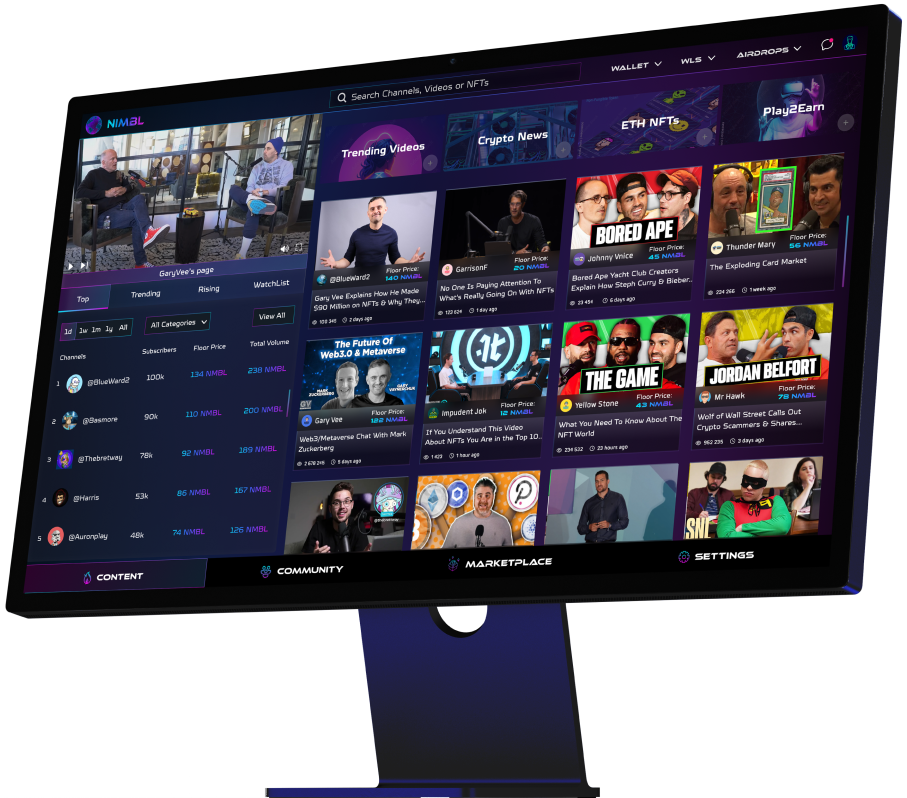 NIMBL
Search Channels, Videos or NFTs
WALLET
WLS
AIRDROPS
Trending Videos
Crypto News
ETH NFTs
Play2Earn
GaryVee's page
Top
Trending
Rising
WatchList
1d 1w 1m 1y All
All Categories
View All
Channels
Subscribers
Floor Price
Total Volume
1 @BlueWard2 100k 134 NMBL 238 NMBL
2 @Basmore 90k 110 NMBL 200 NMBL
3 @Thebretway 78k 92 NMBL 189 NMBL
4 @Harris 53k 86 NMBL 167 NMBL
5 @Auronplay 48k 74 NMBL 126 NMBL
@BlueWard2
Floor Price:
140 NMBL
Gary Vee Explains How He Made
$90 Million on NFTs & Why They...
2 days ago
GarrisonF
Floor Price:
20 NMBL
No One Is Paying Attention To
What's Really Going On With NFTs
123 624
1 day ago
BORED APE
Johnny Vnice
Floor Price:
45 NMBL
Bored Ape Yacht Club Creators
Explain How Steph Curry & Bieber..
23 454
6 days ago
Thunder Mary
Floor Price:
56 NMBL
The Exploding Card Market
234 266
1 week ago
The Future Of
Web3.0 & Metaverse
MARK
ZUCKERBERG
GARY
VAYNERCHUK
Gary Vee
Floor Price:
182 NMBL
Web3/Metaverse Chat With Mark
Zuckerberg
2 678 245
5 days ago
Impudent Jok
Floor Price:
12 NMBL
If You Understand This Video
About NFTs You Are in the Top 10...
1 423
1 hour ago
THE GAME
Yellow Stone
Floor Price:
43 NMBL
What You Need To Know About The
NFT World
234 532
23 hours ago
JORDAN BELFORT
Mr Hawk
Floor Price:
78 NMBL
Wolf of Wall Street Calls Out
Crypto Scammers & Shares...
952 235
3 days ago
SNL
CONTENT
COMMUNITY
MARKETPLACE
SETTINGS